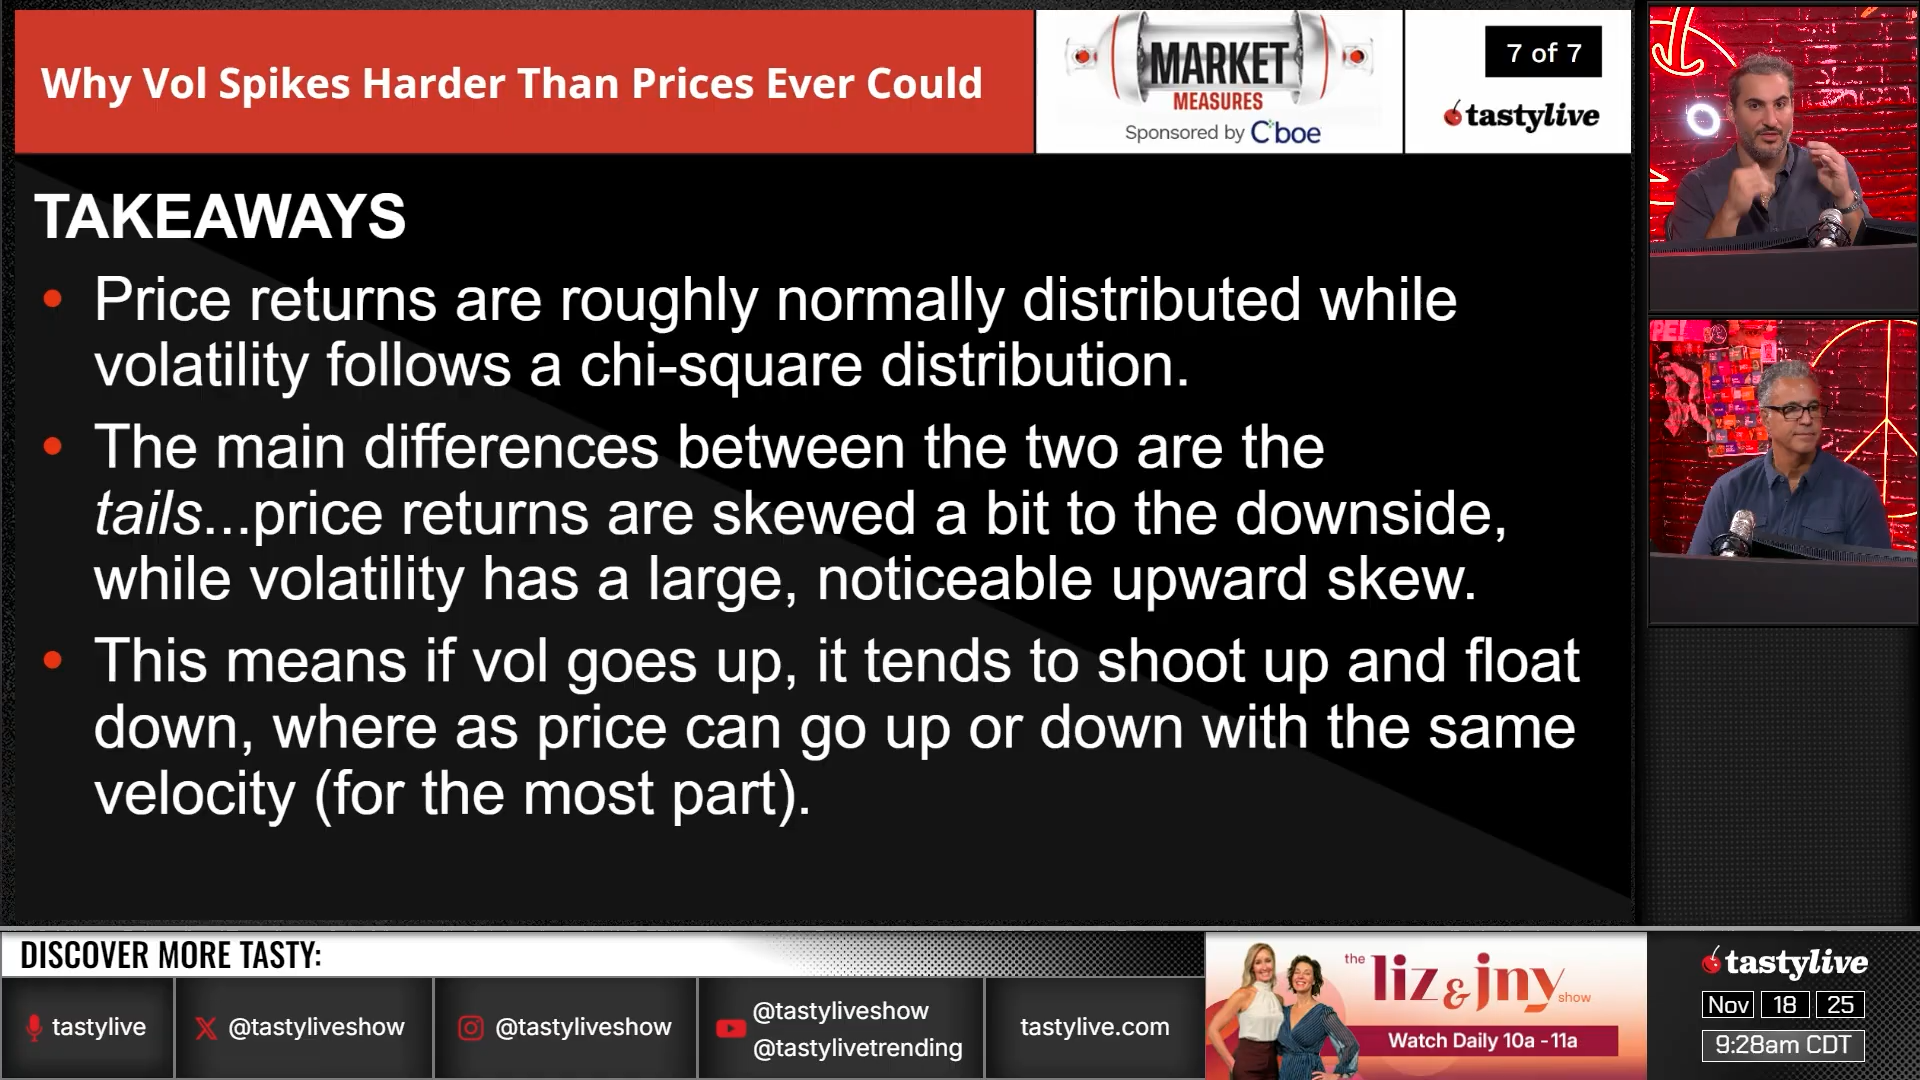 Why Vol Spikes Harder Than Prices Ever Could
MARKET
MEASURES
Sponsored by Cboe
7 of 7
tastylive
TAKEAWAYS
• Price returns are roughly normally distributed while
volatility follows a chi-square distribution.
• The main differences between the two are the
tails...price returns are skewed a bit to the downside,
while volatility has a large, noticeable upward skew.
• This means if vol goes up, it tends to shoot up and float
down, where as price can go up or down with the same
velocity (for the most part).
DISCOVER MORE TASTY:
tastylive
@tastyliveshow
@tastyliveshow
@tastyliveshow
@tastylivetrending
tastylive.com
the liz & jny show
Watch Daily 10a - 11a
tastylive
Nov 18 25
9:28am CDT